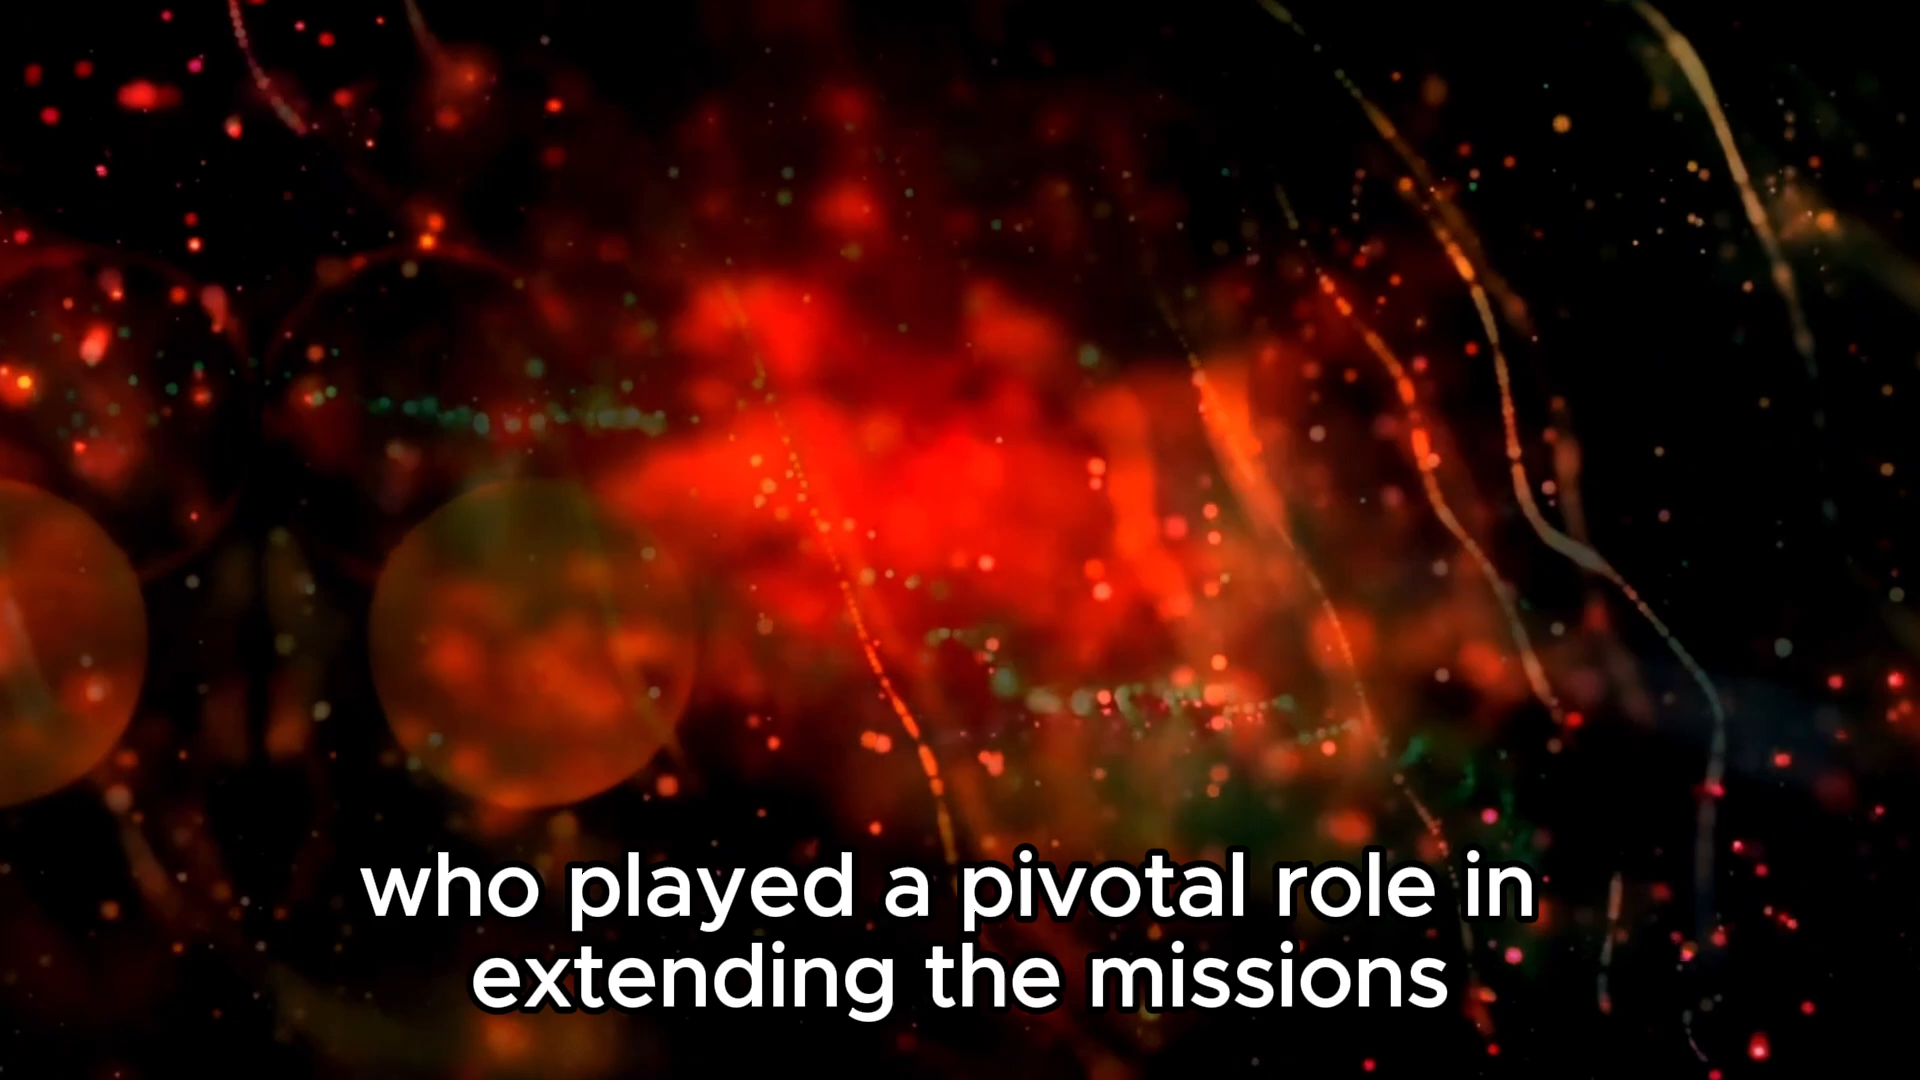 who played a pivotal role in
extending the missions